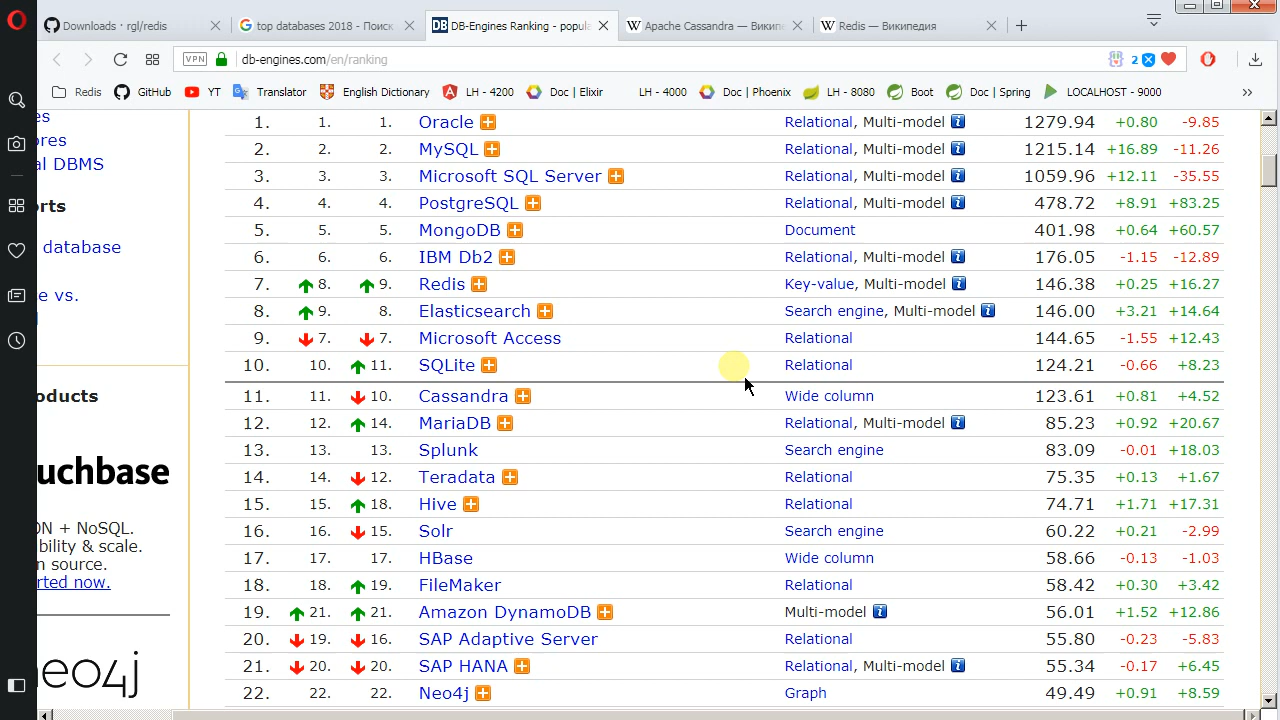 Downloads · rgl/redis
top databases 2018 - Поиск
DB-Engines Ranking - popula
Apache Cassandra — Викип
Redis — Википедия
VPN db-engines.com/en/ranking 2
Redis GitHub YT Translator English Dictionary LH - 4200 Doc | Elixir LH - 4000 Doc | Phoenix LH - 8080 Boot Doc | Spring LOCALHOST - 9000 »
es
ores
al DBMS
orts
database
e vs.
oducts
uchbase
ON + NoSQL.
bility & scale.
n source.
rted now.
neo4j
1. 1. 1. Oracle Relational, Multi-model 1279.94 +0.80 -9.85
2. 2. 2. MySQL Relational, Multi-model 1215.14 +16.89 -11.26
3. 3. 3. Microsoft SQL Server Relational, Multi-model 1059.96 +12.11 -35.55
4. 4. 4. PostgreSQL Relational, Multi-model 478.72 +8.91 +83.25
5. 5. 5. MongoDB Document 401.98 +0.64 +60.57
6. 6. 6. IBM Db2 Relational, Multi-model 176.05 -1.15 -12.89
7. 8. 9. Redis Key-value, Multi-model 146.38 +0.25 +16.27
8. 9. 8. Elasticsearch Search engine, Multi-model 146.00 +3.21 +14.64
9. 7. 7. Microsoft Access Relational 144.65 -1.55 +12.43
10. 10. 11. SQLite Relational 124.21 -0.66 +8.23
11. 11. 10. Cassandra Wide column 123.61 +0.81 +4.52
12. 12. 14. MariaDB Relational, Multi-model 85.23 +0.92 +20.67
13. 13. 13. Splunk Search engine 83.09 -0.01 +18.03
14. 14. 12. Teradata Relational 75.35 +0.13 +1.67
15. 15. 18. Hive Relational 74.71 +1.71 +17.31
16. 16. 15. Solr Search engine 60.22 +0.21 -2.99
17. 17. 17. HBase Wide column 58.66 -0.13 -1.03
18. 18. 19. FileMaker Relational 58.42 +0.30 +3.42
19. 21. 21. Amazon DynamoDB Multi-model 56.01 +1.52 +12.86
20. 19. 16. SAP Adaptive Server Relational 55.80 -0.23 -5.83
21. 20. 20. SAP HANA Relational, Multi-model 55.34 -0.17 +6.45
22. 22. 22. Neo4j Graph 49.49 +0.91 +8.59